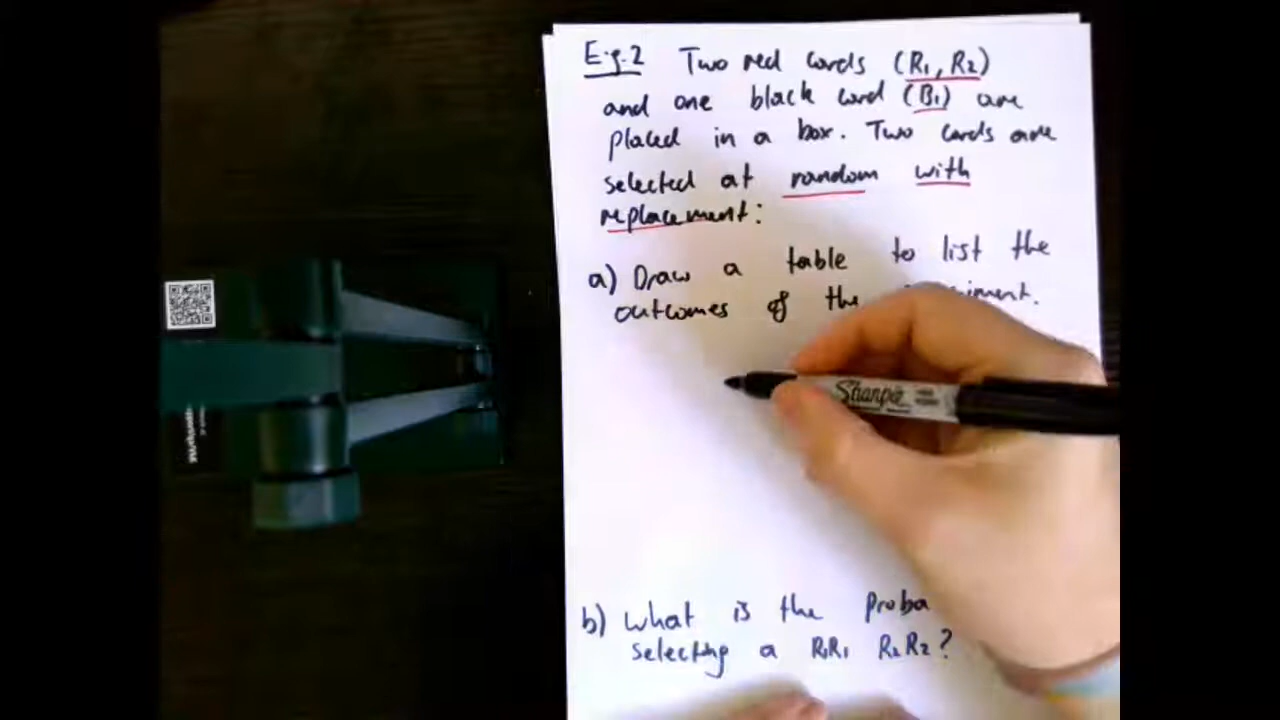 E.g.2 Two red cards (R₁, R₂)
and one black card (B₁) are
placed in a box. Two cards are
selected at random with
replacement:
a) Draw a table to list the
outcomes of the
b) What is the
selecting a R₁R₁ R₂R₂?
Sharpie